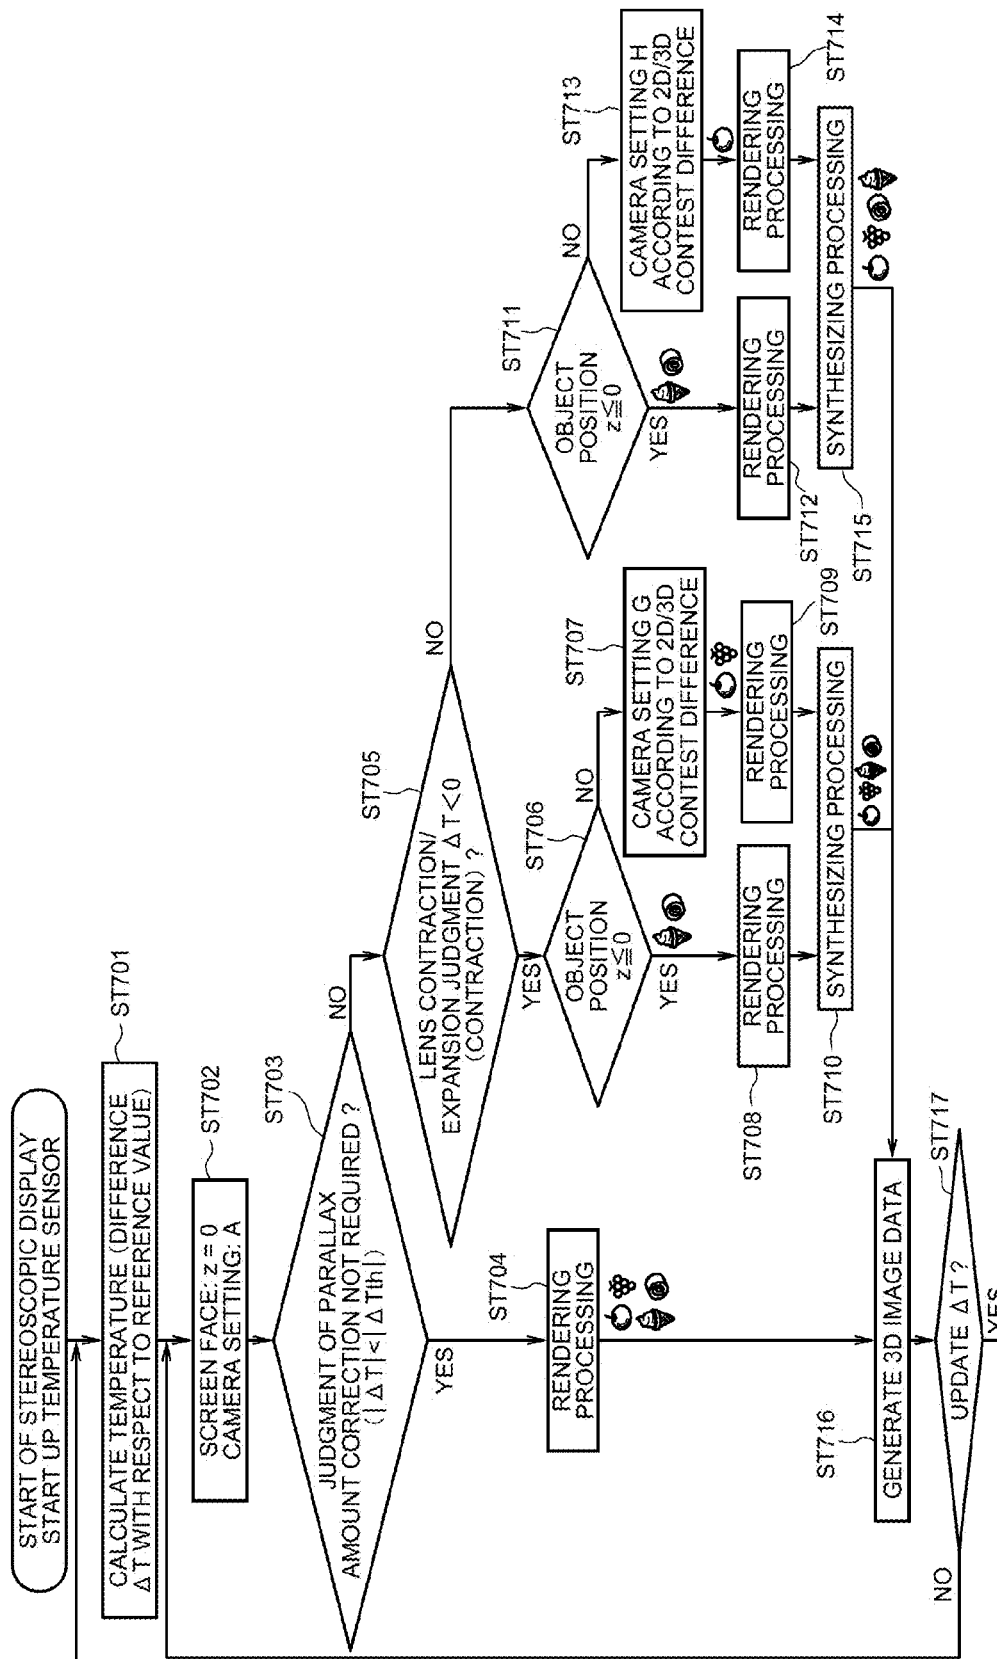 START OF STEREOSCOPIC DISPLAY
START UP TEMPERATURE SENSOR
CALCULATE TEMPERATURE (DIFFERENCE
ΔT WITH RESPECT TO REFERENCE VALUE)
ST701
SCREEN FACE: z = 0
CAMERA SETTING: A
ST702
JUDGMENT OF PARALLAX
AMOUNT CORRECTION NOT REQUIRED ?
(|ΔT|<|ΔTth|)
ST703
YES
NO
RENDERING
PROCESSING
ST704
LENS CONTRACTION/
EXPANSION JUDGMENT ΔT<0
(CONTRACTION) ?
ST705
YES
NO
OBJECT
POSITION
z≦0
ST706
YES
NO
CAMERA SETTING G
ACCORDING TO 2D/3D
CONTEST DIFFERENCE
ST707
RENDERING
PROCESSING
ST708
RENDERING
PROCESSING
ST709
SYNTHESIZING PROCESSING
ST710
OBJECT
POSITION
z≦0
ST711
YES
NO
RENDERING
PROCESSING
ST712
CAMERA SETTING H
ACCORDING TO 2D/3D
CONTEST DIFFERENCE
ST713
RENDERING
PROCESSING
ST714
SYNTHESIZING PROCESSING
ST715
GENERATE 3D IMAGE DATA
ST716
UPDATE ΔT ?
ST717
NO
YES